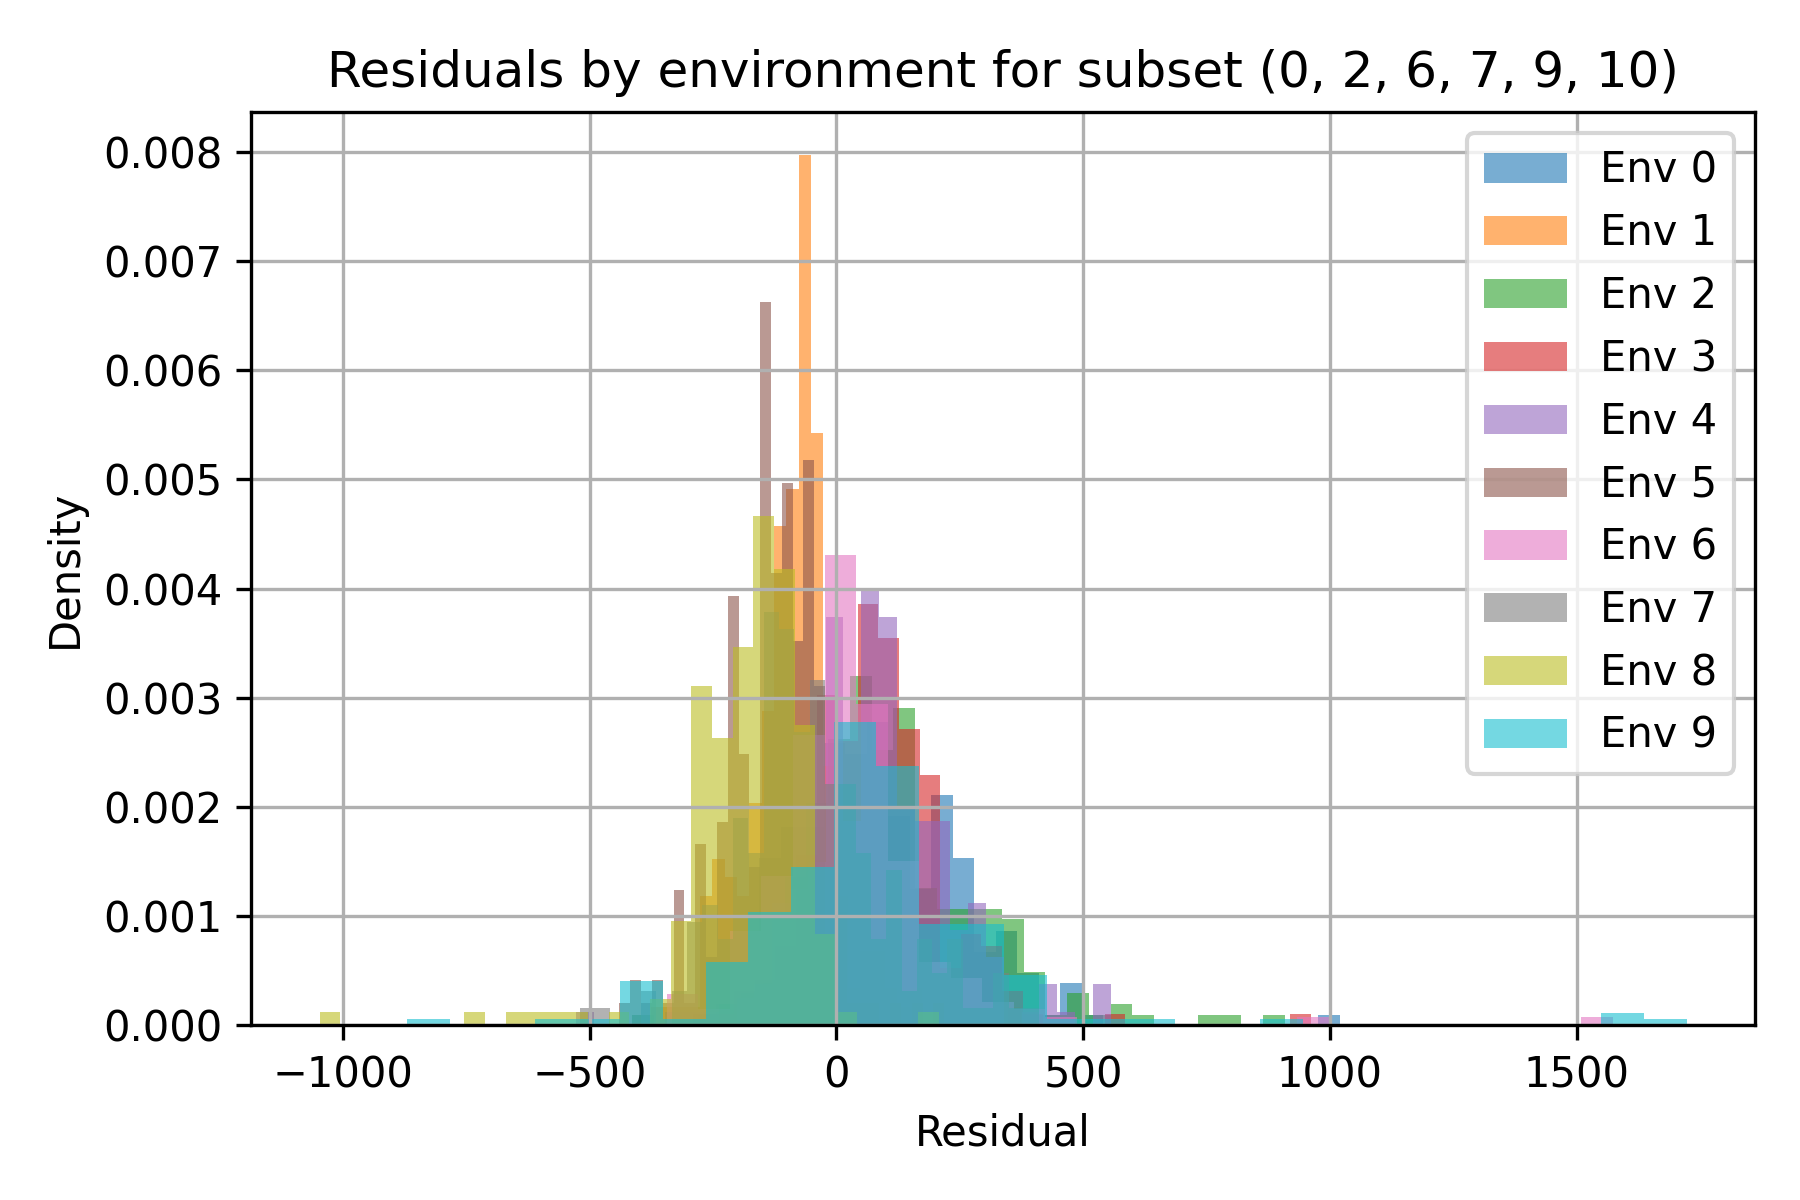 Residuals by environment for subset (0, 2, 6, 7, 9, 10)
0.008
0.007
0.006
0.005
0.004
0.003
0.002
0.001
0.000
Density
Env 0
Env 1
Env 2
Env 3
Env 4
Env 5
Env 6
Env 7
Env 8
Env 9
−1000 −500 0 500 1000 1500
Residual